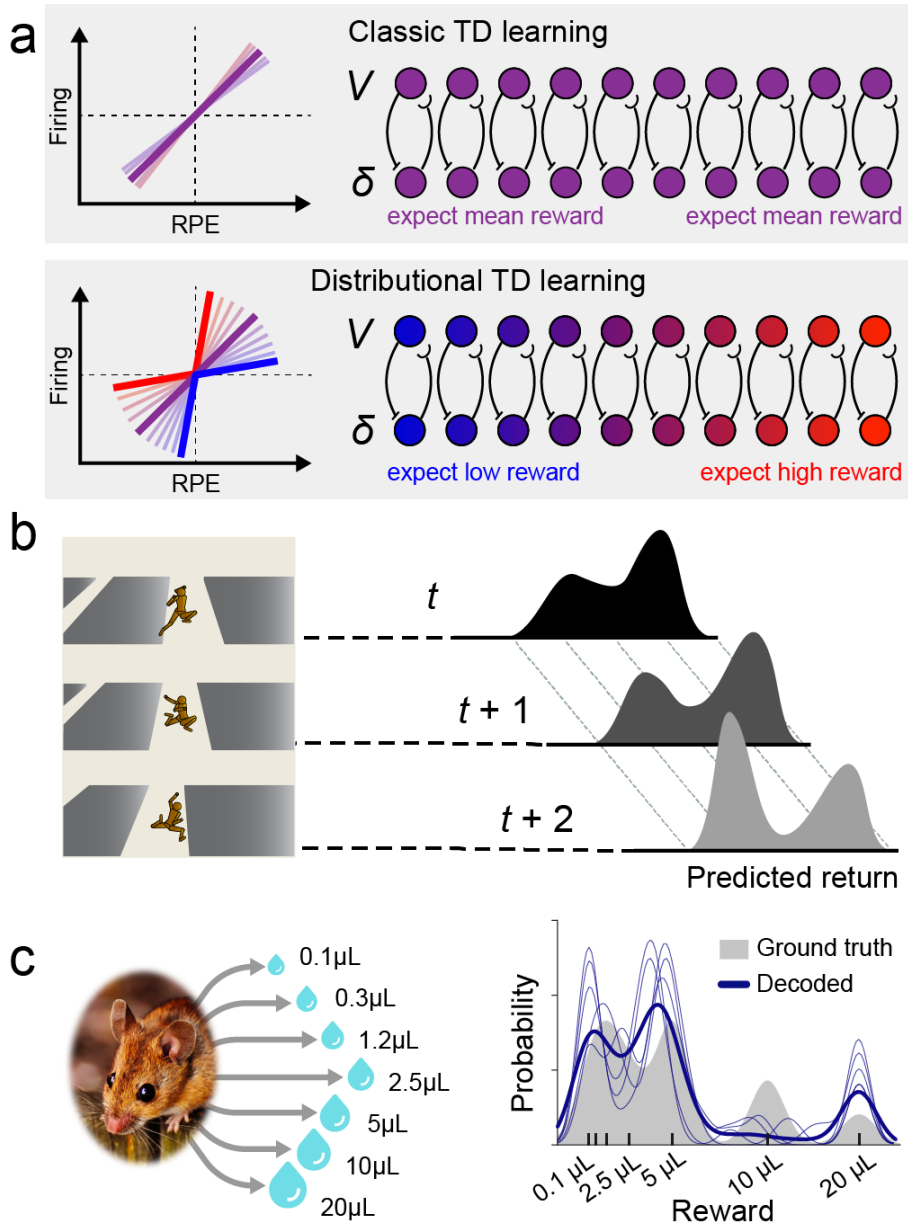 a
Classic TD learning
Firing
RPE
V
δ
expect mean reward
expect mean reward
Distributional TD learning
Firing
RPE
V
δ
expect low reward
expect high reward
b
t
t + 1
t + 2
Predicted return
c
0.1µL
0.3µL
1.2µL
2.5µL
5µL
10µL
20µL
Probability
Ground truth
Decoded
0.1 µL
2.5 µL
5 µL
10 µL
20 µL
Reward